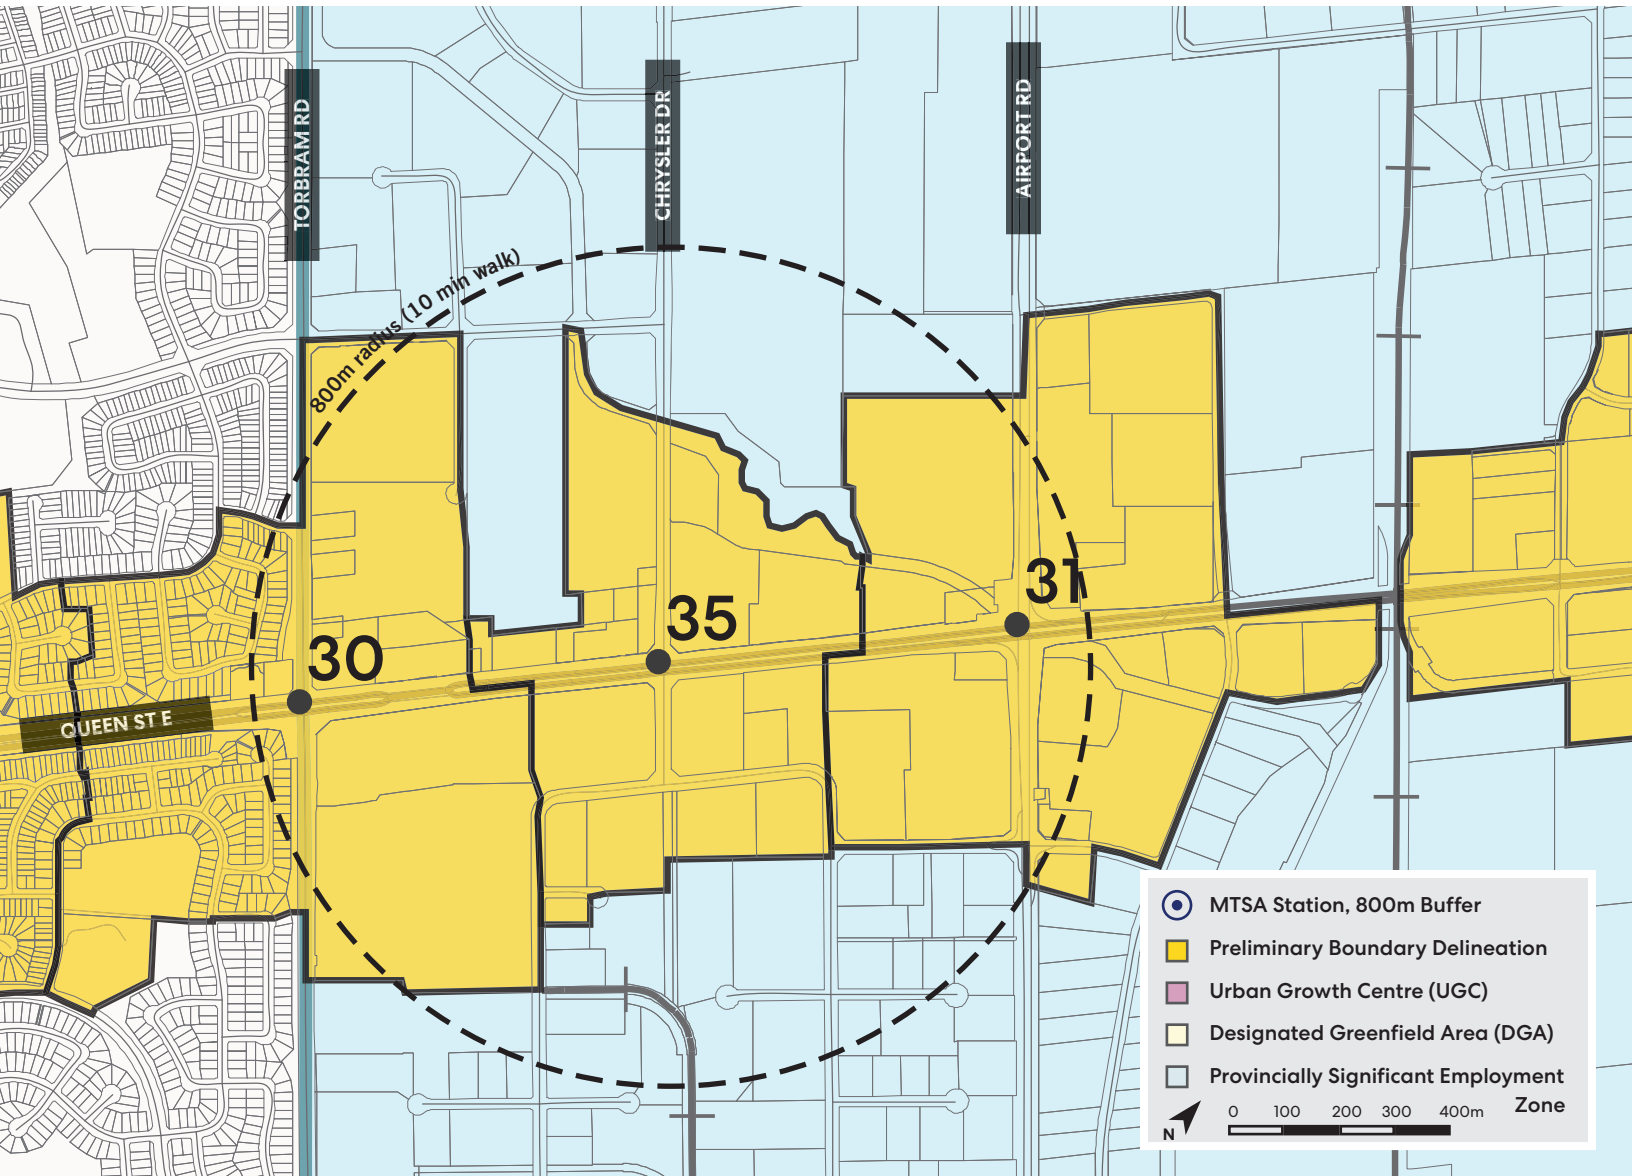 TORBRAM RD
CHRYSLER DR
AIRPORT RD
800m radius (10 min walk)
31
35
30
QUEEN ST E
MTSA Station, 800m Buffer
Preliminary Boundary Delineation
Urban Growth Centre (UGC)
Designated Greenfield Area (DGA)
Provincially Significant Employment
Zone
0 100 200 300 400m
N